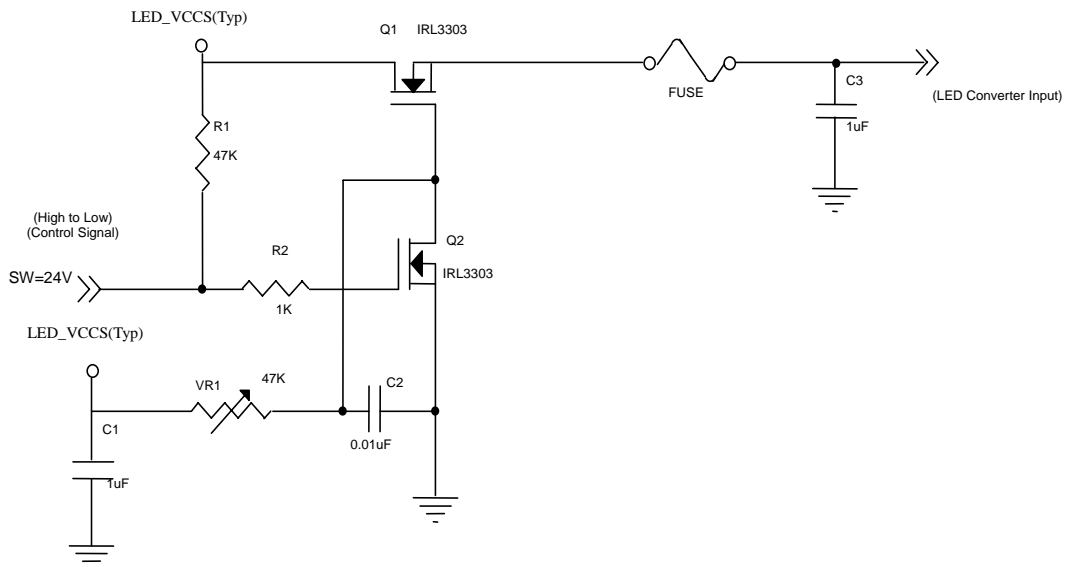 LED_VCCS(Typ)
Q1 IRL3303
FUSE
C3
(LED Converter Input)
1uF
R1
47K
(High to Low)
(Control Signal)
SW=24V
R2
1K
Q2
IRL3303
LED_VCCS(Typ)
VR1
47K
C2
0.01uF
C1
1uF